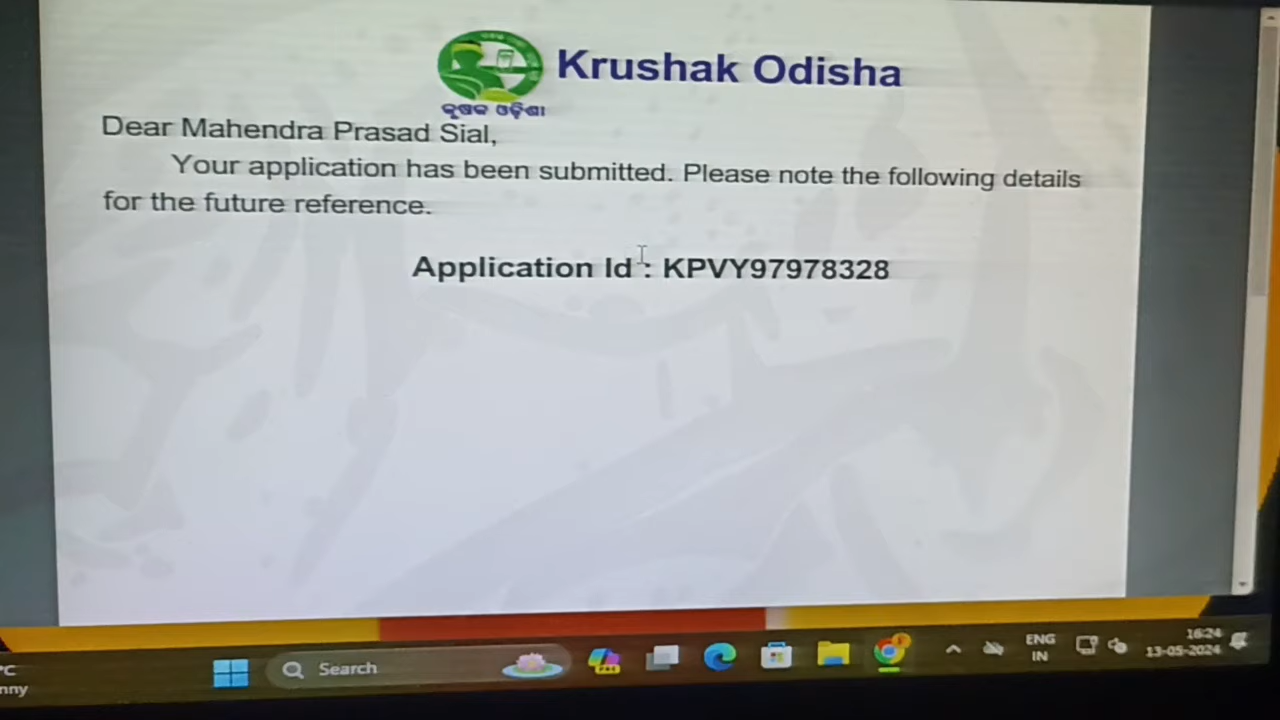 Krushak Odisha
କୃଷକ ଓଡ଼ିଶା
Dear Mahendra Prasad Sial,
Your application has been submitted. Please note the following details
for the future reference.
Application Id : KPVY97978328
Search
ENG
IN
16:24
13-05-2024